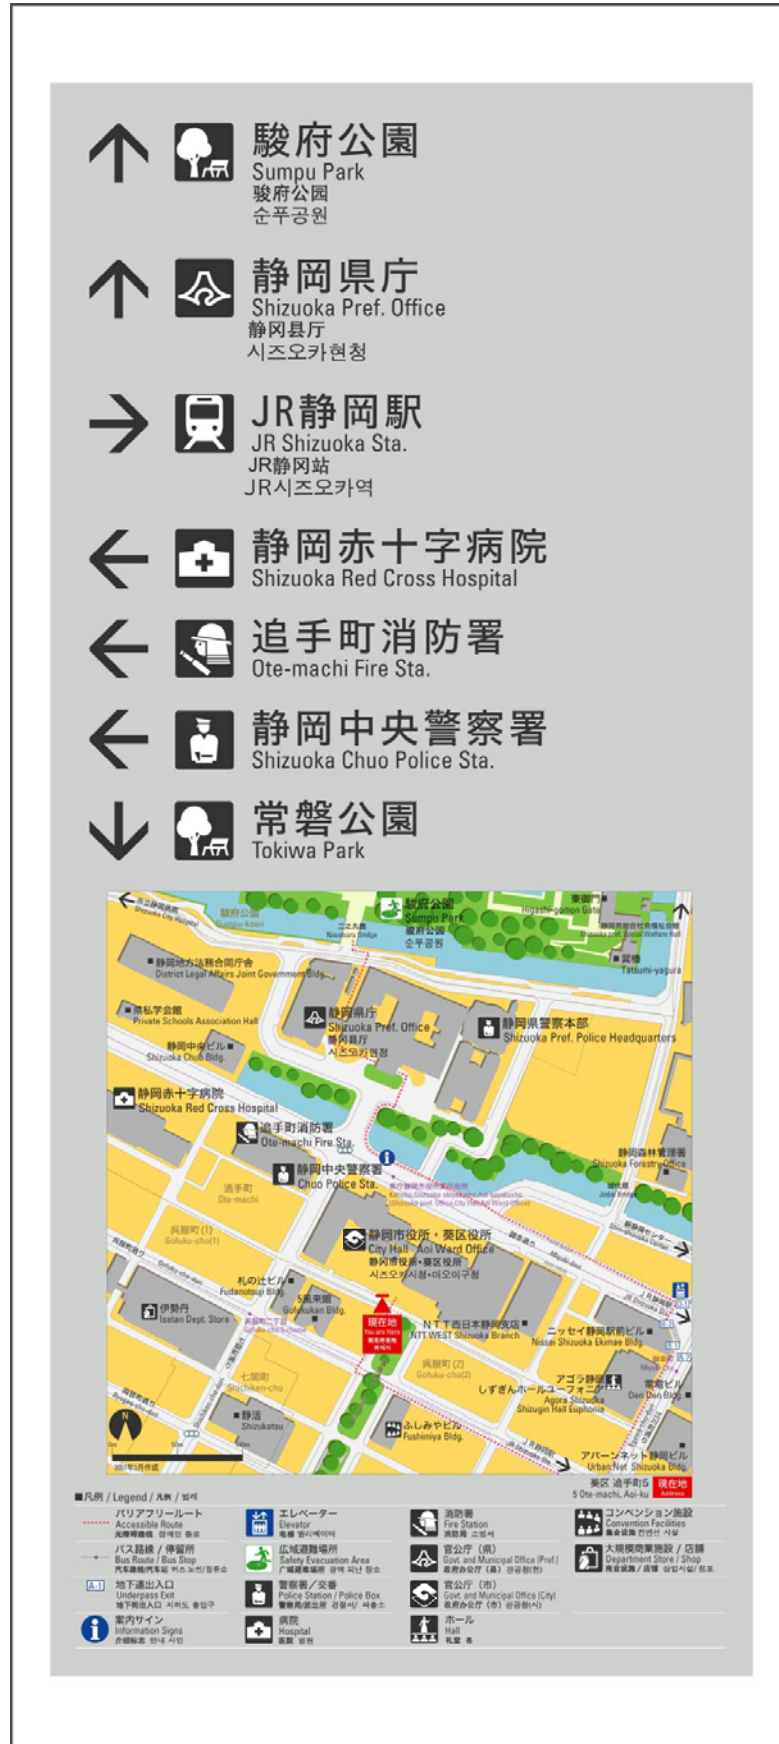 駿府公園
Sumpu Park
骏府公园
순푸공원
静岡県庁
Shizuoka Pref. Office
静冈县厅
시즈오카현청
JR静岡駅
JR Shizuoka Sta.
JR静冈站
JR시즈오카역
静岡赤十字病院
Shizuoka Red Cross Hospital
追手町消防署
Ote-machi Fire Sta.
静岡中央警察署
Shizuoka Chuo Police Sta.
常磐公園
Tokiwa Park
駿府公園
Sumpu Park
骏府公园
순푸공원
東御門
Higashi-gomon Gate
巽櫓
Tatsumi-yagura
静岡地方法務合同庁舎
District Legal Affairs Joint Government Bldg.
県私学会館
Private Schools Association Hall
静岡県庁
Shizuoka Pref. Office
静冈县厅
시즈오카현청
静岡県警察本部
Shizuoka Pref. Police Headquarters
静岡中央ビル
Shizuoka Chuo Bldg.
静岡赤十字病院
Shizuoka Red Cross Hospital
追手町消防署
Ote-machi Fire Sta.
静岡中央警察署
Chuo Police Sta.
静岡森林管理署
Shizuoka Forestry Office
追手町
Ote-machi
呉服町(1)
Gofuku-cho(1)
静岡市役所・葵区役所
City Hall Aoi Ward Office
静冈市役所・葵区役所
시즈오카시청・아오이구청
札の辻ビル
Fudanotsuji Bldg.
5風来館
Gofukukan Bldg.
伊勢丹
Isetan Dept. Store
現在地
You are Here
NTT西日本静岡支店
NTT WEST Shizuoka Branch
ニッセイ静岡駅前ビル
Nissei Shizuoka Ekimae Bldg.
呉服町(2)
Gofuku-cho(2)
七間町
Shichiken-cho
アゴラ静岡
しずぎんホールユーフォニア
Agora Shizuoka
Shizugin Hall Euphonia
電電ビル
Den Den Bldg.
静活
Shizukatsu
ふしみやビル
Fushimiya Bldg.
アバーンネット静岡ビル
Urban Net Shizuoka Bldg.
N
葵区 追手町5
5 Ote-machi, Aoi-ku
現在地
Address
■凡例 / Legend / 凡例 / 범례
バリアフリールート
Accessible Route
バス路線 / 停留所
Bus Route / Bus Stop
A-1
地下道出入口
Underpass Exit
案内サイン
Information Signs
エレベーター
Elevator
広域避難場所
Safety Evacuation Area
警察署/交番
Police Station / Police Box
病院
Hospital
消防署
Fire Station
官公庁 (県)
Govt. and Municipal Office (Pref.)
官公庁 (市)
Govt. and Municipal Office (City)
ホール
Hall
コンベンション施設
Convention Facilities
大規模商業施設 / 店舗
Department Store / Shop